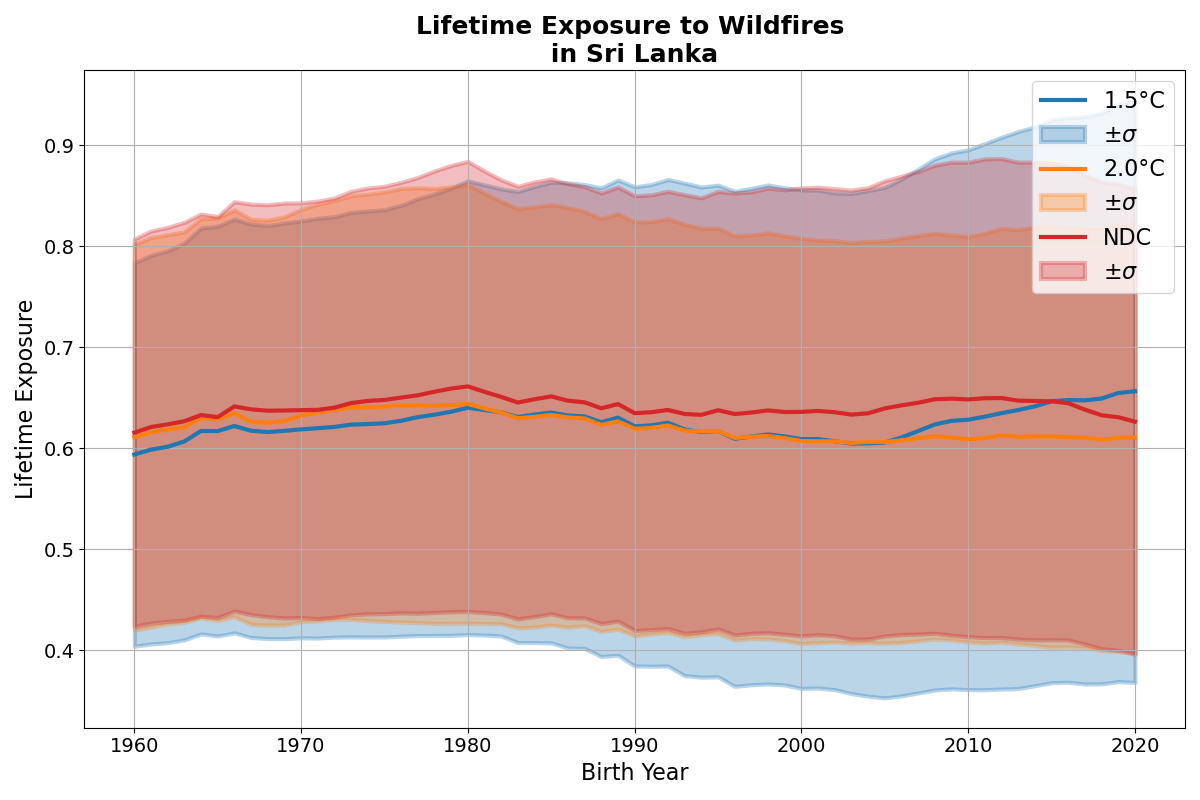 Lifetime Exposure to Wildfires
in Sri Lanka
1.5°C
±σ
2.0°C
±σ
NDC
±σ
Lifetime Exposure
0.9
0.8
0.7
0.6
0.5
0.4
1960 1970 1980 1990 2000 2010 2020
Birth Year